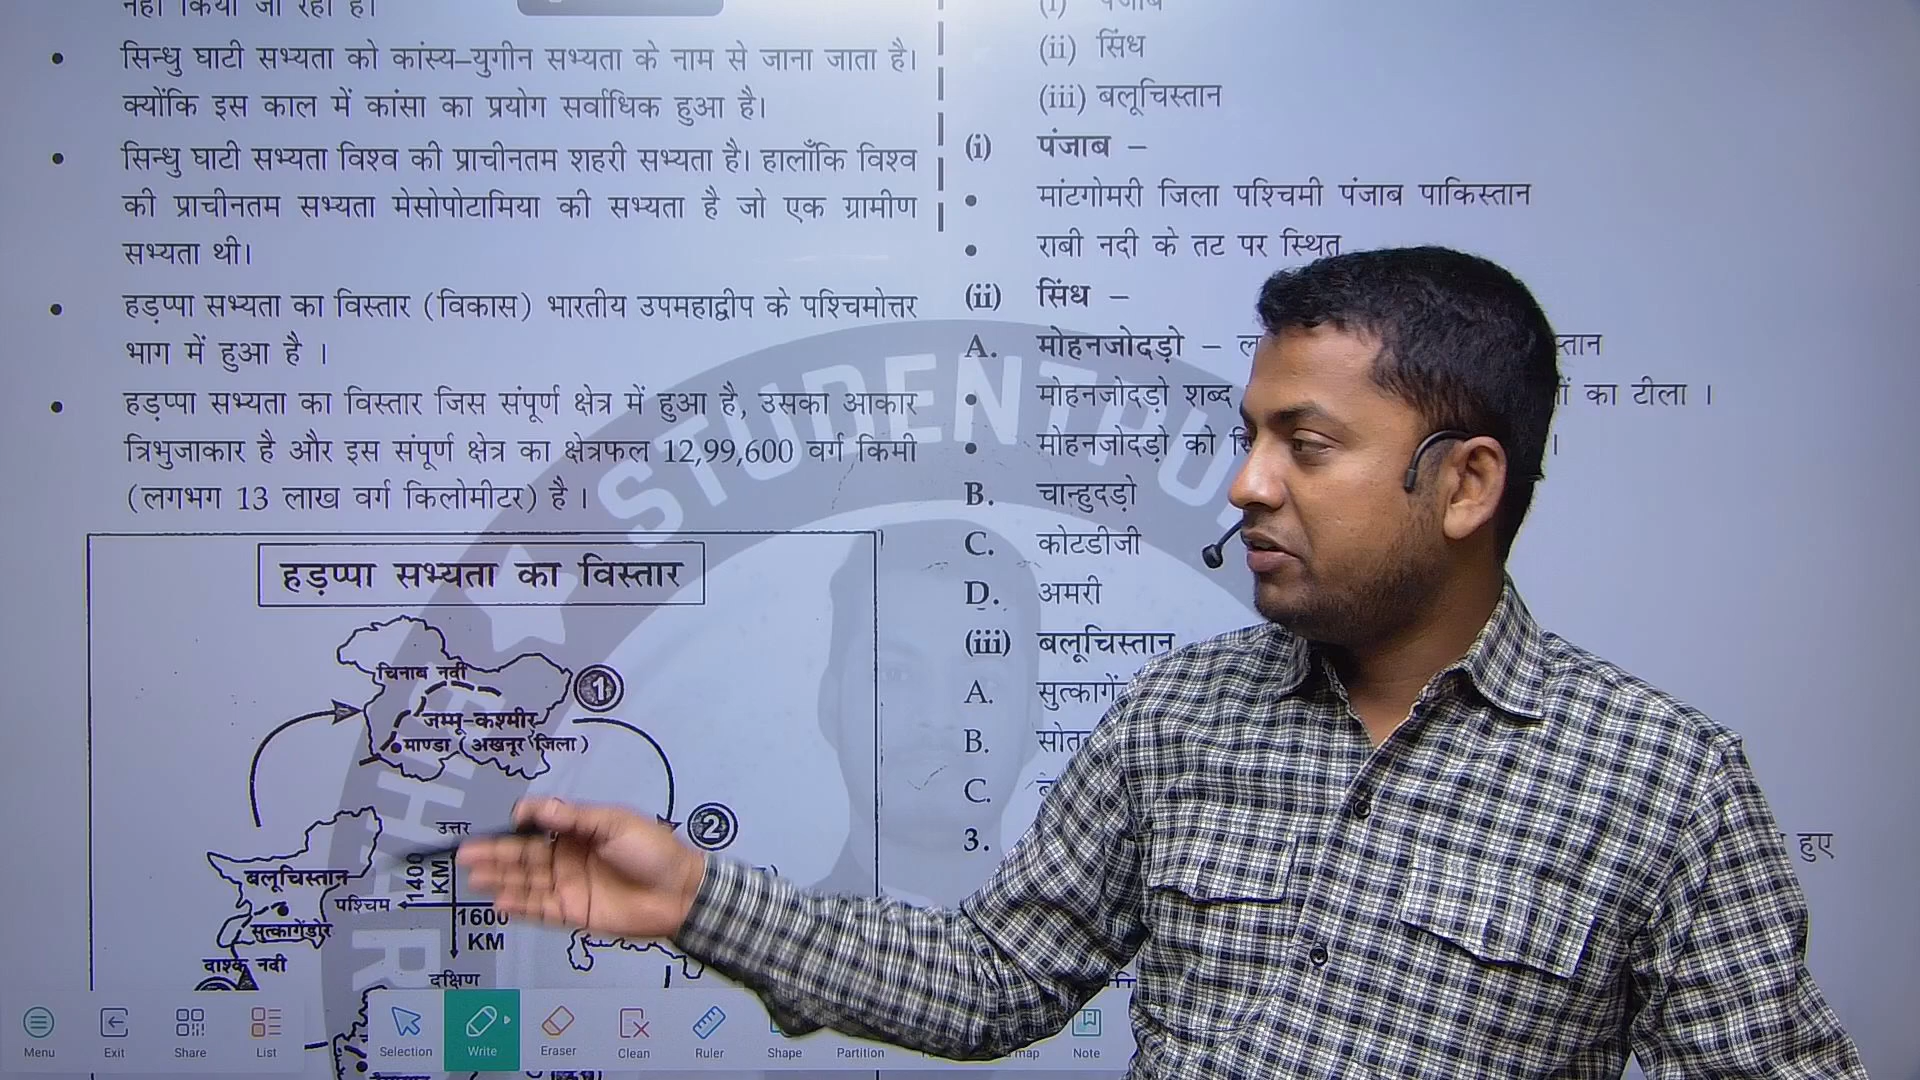 नहीं किया जा रहा है।
• सिन्धु घाटी सभ्यता को कांस्य–युगीन सभ्यता के नाम से जाना जाता है।
क्योंकि इस काल में कांसा का प्रयोग सर्वाधिक हुआ है।
• सिन्धु घाटी सभ्यता विश्व की प्राचीनतम शहरी सभ्यता है। हालाँकि विश्व
की प्राचीनतम सभ्यता मेसोपोटामिया की सभ्यता है जो एक ग्रामीण
सभ्यता थी।
• हड़प्पा सभ्यता का विस्तार (विकास) भारतीय उपमहाद्वीप के पश्चिमोत्तर
भाग में हुआ है ।
• हड़प्पा सभ्यता का विस्तार जिस संपूर्ण क्षेत्र में हुआ है, उसका आकार
त्रिभुजाकार है और इस संपूर्ण क्षेत्र का क्षेत्रफल 12,99,600 वर्ग किमी
(लगभग 13 लाख वर्ग किलोमीटर) है ।
हड़प्पा सभ्यता का विस्तार
चिनाब नदी
1
जम्मू-कश्मीर
माण्डा (अखनूर जिला)
2
उत्तर
1400 KM
बलूचिस्तान
पश्चिम
1600
KM
सुत्कागेंडोर
दाश्क नदी
दक्षिण
(i) पंजाब
(ii) सिंध
(iii) बलूचिस्तान
(i) पंजाब –
• मांटगोमरी जिला पश्चिमी पंजाब पाकिस्तान
• राबी नदी के तट पर स्थित
(ii) सिंध –
A. मोहनजोदड़ो –
• मोहनजोदड़ो शब्द का टीला ।
• मोहनजोदड़ो को ।
B. चान्हुदड़ो
C. कोटडीजी
D. अमरी
(iii) बलूचिस्तान
A.
B.
C.
3. हुए
STUDENT
Menu Exit Share List Selection Write Eraser Clean Ruler Shape Partition map Note